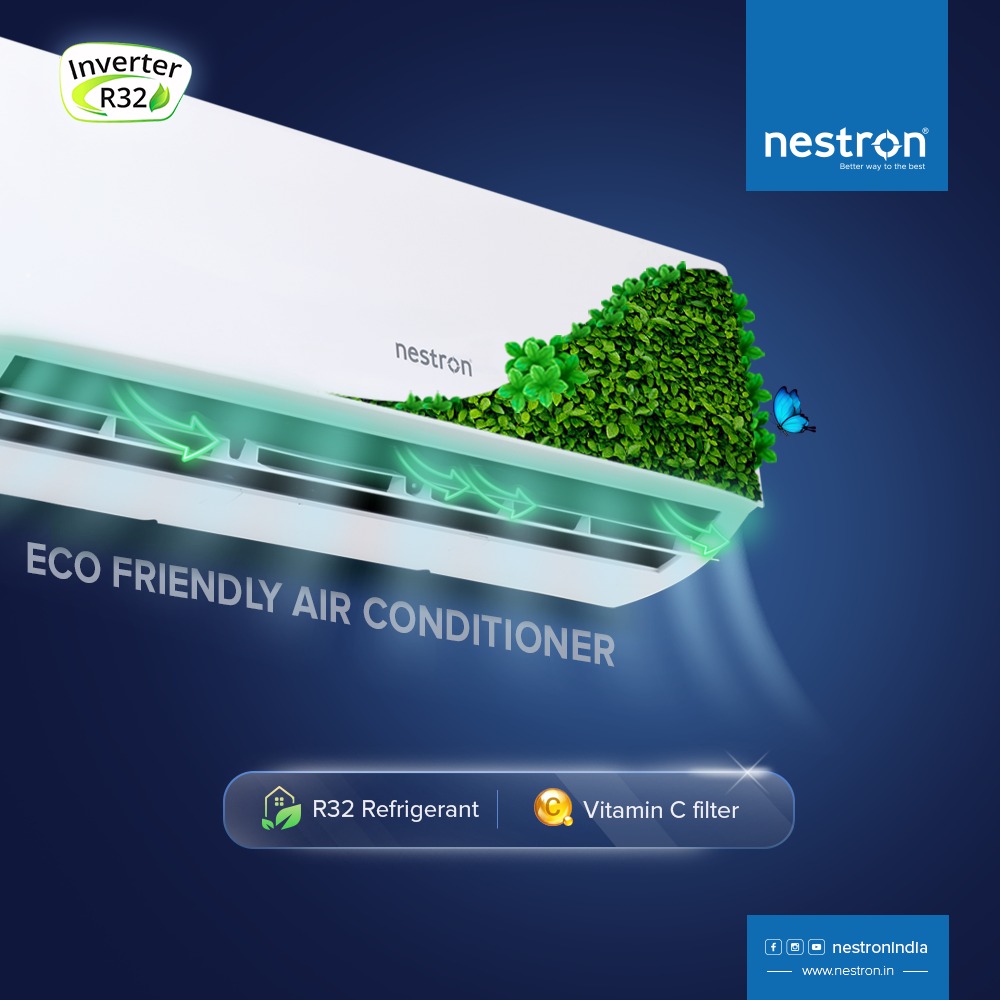 Inverter
R32
nestron®
Better way to the best
nestron
ECO FRIENDLY AIR CONDITIONER
R32 Refrigerant
C
Vitamin C filter
nestronIndIa
www.nestron.in